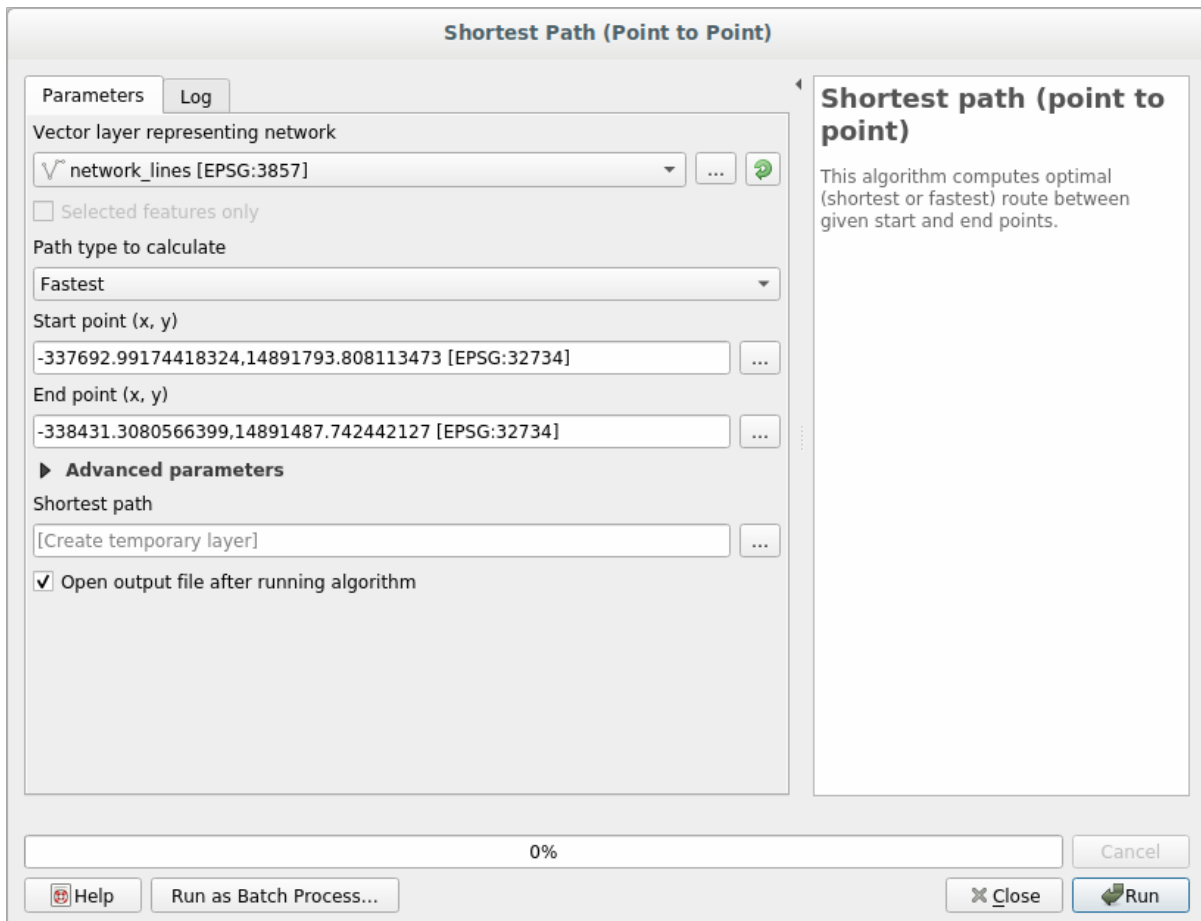 Shortest Path (Point to Point)
Parameters
Log
Vector layer representing network
network_lines [EPSG:3857]
...
Selected features only
Path type to calculate
Fastest
Start point (x, y)
-337692.99174418324,14891793.808113473 [EPSG:32734]
...
End point (x, y)
-338431.3080566399,14891487.742442127 [EPSG:32734]
...
Advanced parameters
Shortest path
[Create temporary layer]
...
Open output file after running algorithm
Shortest path (point to
point)
This algorithm computes optimal
(shortest or fastest) route between
given start and end points.
0%
Cancel
Help
Run as Batch Process...
Close
Run